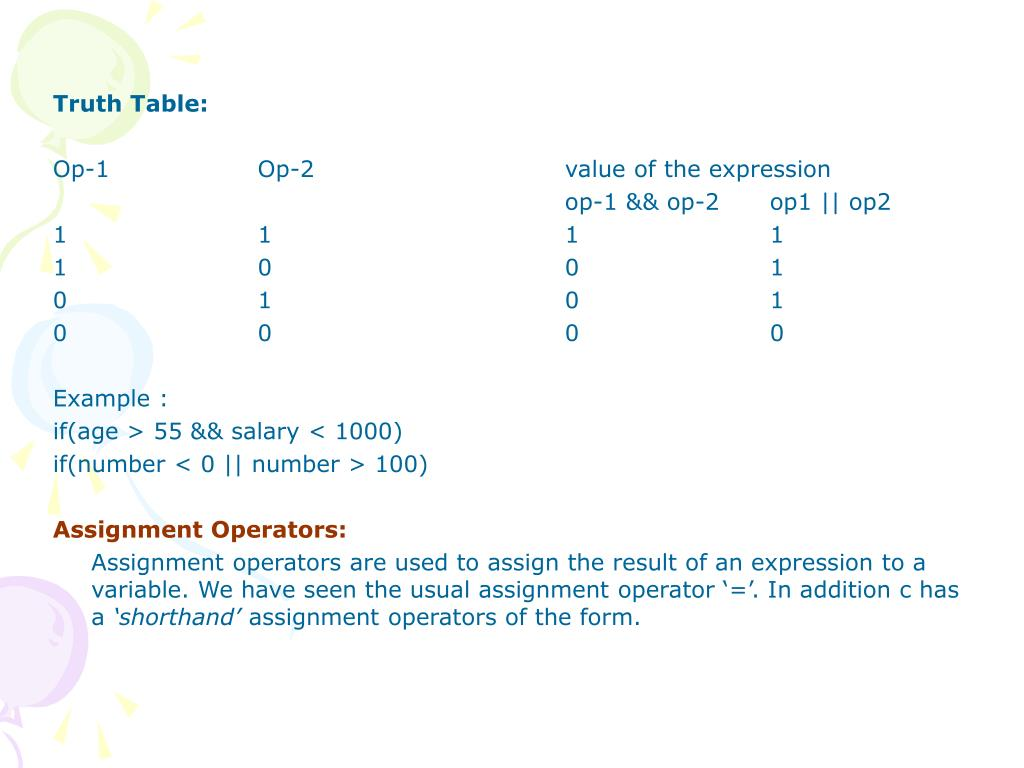 Truth Table:
Op-1 Op-2 value of the expression
op-1 && op-2 op1 || op2
1 1 1 1
1 0 0 1
0 1 0 1
0 0 0 0
Example :
if(age > 55 && salary < 1000)
if(number < 0 || number > 100)
Assignment Operators:
Assignment operators are used to assign the result of an expression to a
variable. We have seen the usual assignment operator ‘=’. In addition c has
a ‘shorthand’ assignment operators of the form.